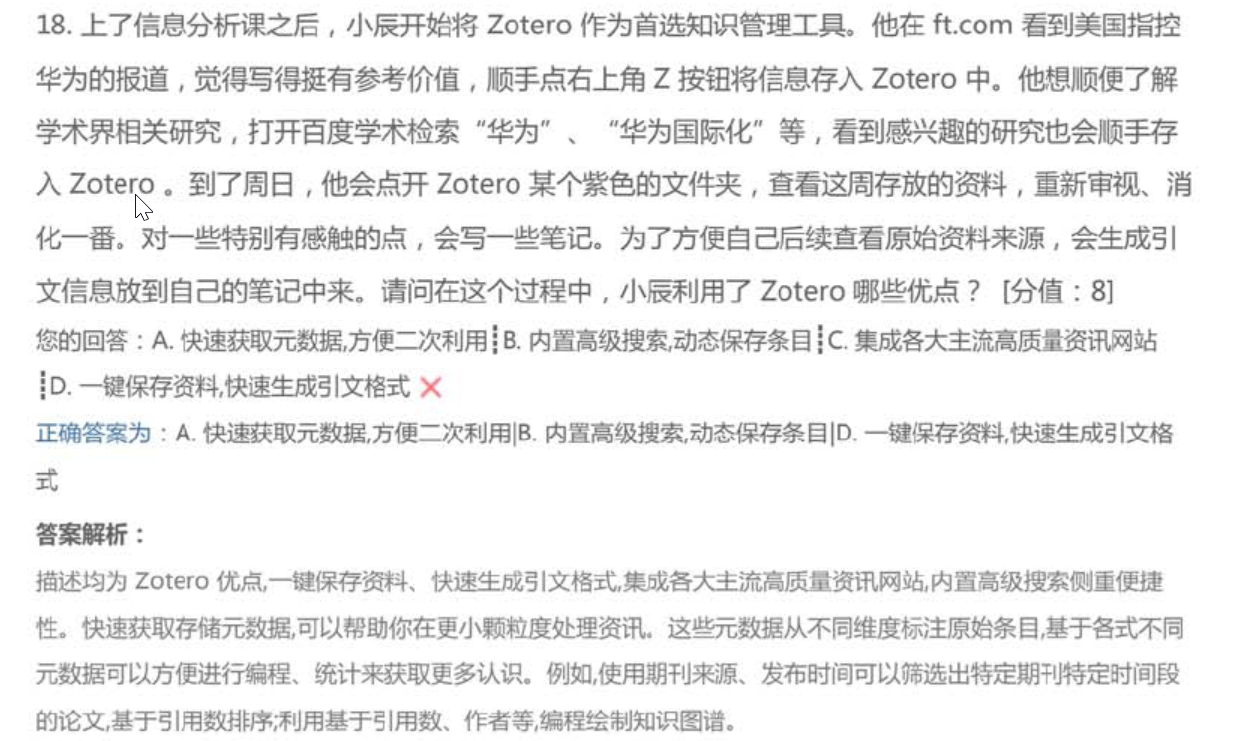 18. 上了信息分析课之后，小辰开始将 Zotero 作为首选知识管理工具。他在 ft.com 看到美国指控
华为的报道，觉得写得挺有参考价值，顺手点右上角 Z 按钮将信息存入 Zotero 中。他想顺便了解
学术界相关研究，打开百度学术检索“华为”、“华为国际化”等，看到感兴趣的研究也会顺手存
入 Zotero 。到了周日，他会点开 Zotero 某个紫色的文件夹，查看这周存放的资料，重新审视、消
化一番。对一些特别有感触的点，会写一些笔记。为了方便自己后续查看原始资料来源，会生成引
文信息放到自己的笔记中来。请问在这个过程中，小辰利用了 Zotero 哪些优点？ [分值：8]
您的回答：A. 快速获取元数据,方便二次利用┋B. 内置高级搜索,动态保存条目┋C. 集成各大主流高质量资讯网站
┋D. 一键保存资料,快速生成引文格式 ❌
正确答案为：A. 快速获取元数据,方便二次利用|B. 内置高级搜索,动态保存条目|D. 一键保存资料,快速生成引文格
式
答案解析：
描述均为 Zotero 优点,一键保存资料、快速生成引文格式,集成各大主流高质量资讯网站,内置高级搜索侧重便捷
性。快速获取存储元数据,可以帮助你在更小颗粒度处理资讯。这些元数据从不同维度标注原始条目,基于各式不同
元数据可以方便进行编程、统计来获取更多认识。例如,使用期刊来源、发布时间可以筛选出特定期刊特定时间段
的论文,基于引用数排序;利用基于引用数、作者等,编程绘制知识图谱。